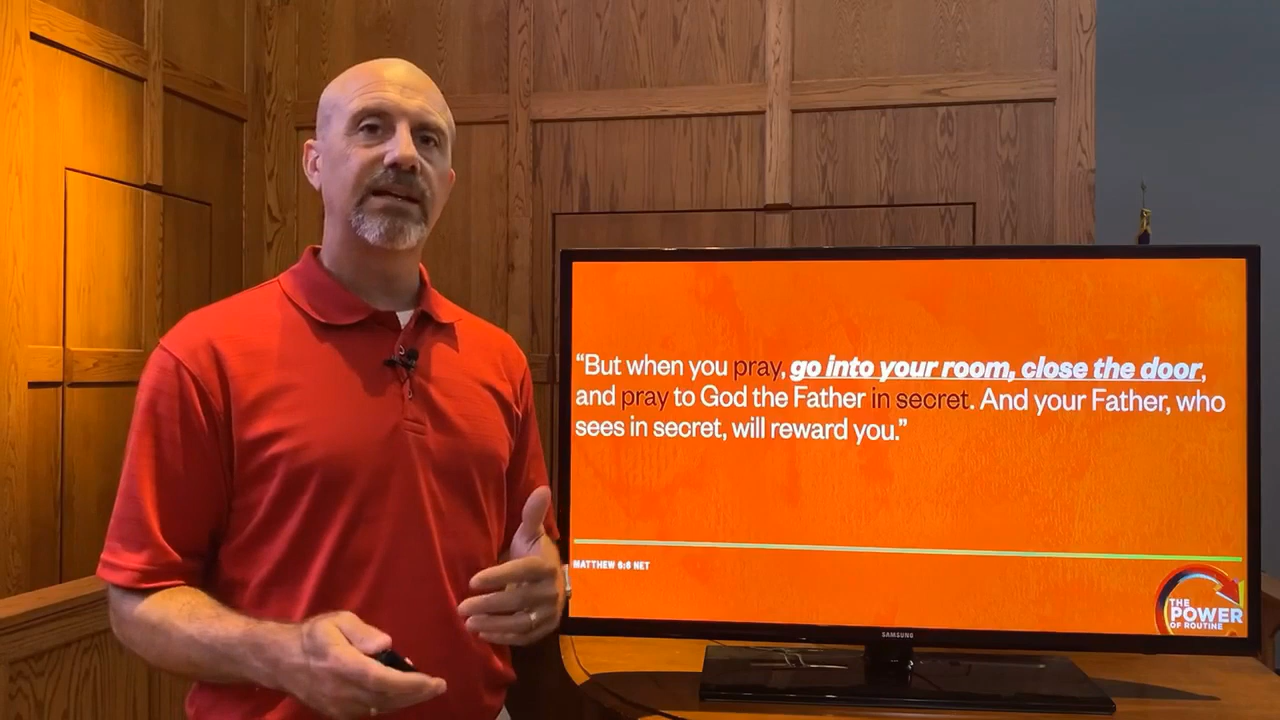 “But when you pray, go into your room, close the door,
and pray to God the Father in secret. And your Father, who
sees in secret, will reward you.”
MATTHEW 6:6 NET
THE
POWER
OF ROUTINE
SAMSUNG